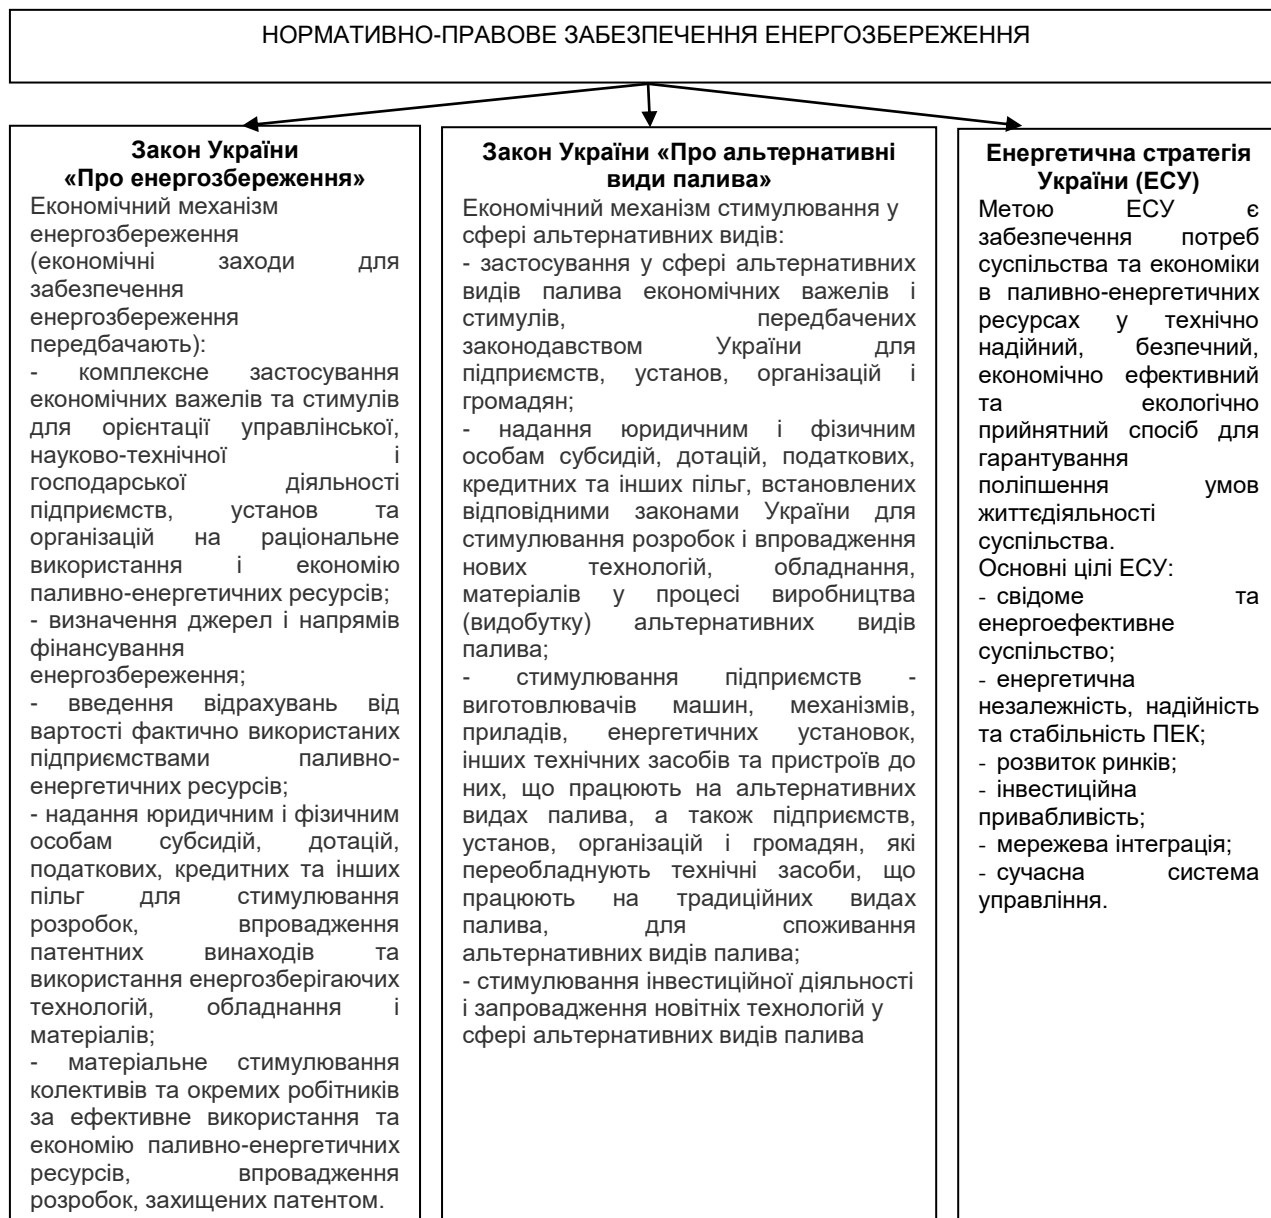 НОРМАТИВНО-ПРАВОВЕ ЗАБЕЗПЕЧЕННЯ ЕНЕРГОЗБЕРЕЖЕННЯ
Закон України
«Про енергозбереження»
Економічний механізм
енергозбереження
(економічні заходи для
забезпечення
енергозбереження
передбачають):
- комплексне застосування
економічних важелів та стимулів
для орієнтації управлінської,
науково-технічної і
господарської діяльності
підприємств, установ та
організацій на раціональне
використання і економію
паливно-енергетичних ресурсів;
- визначення джерел і напрямів
фінансування
енергозбереження;
- введення відрахувань від
вартості фактично використаних
підприємствами паливно-
енергетичних ресурсів;
- надання юридичним і фізичним
особам субсидій, дотацій,
податкових, кредитних та інших
пільг для стимулювання
розробок, впровадження
патентних винаходів та
використання енергозберігаючих
технологій, обладнання і
матеріалів;
- матеріальне стимулювання
колективів та окремих робітників
за ефективне використання та
економію паливно-енергетичних
ресурсів, впровадження
розробок, захищених патентом.
Закон України «Про альтернативні
види палива»
Економічний механізм стимулювання у
сфері альтернативних видів:
- застосування у сфері альтернативних
видів палива економічних важелів і
стимулів, передбачених
законодавством України для
підприємств, установ, організацій і
громадян;
- надання юридичним і фізичним
особам субсидій, дотацій, податкових,
кредитних та інших пільг, встановлених
відповідними законами України для
стимулювання розробок і впровадження
нових технологій, обладнання,
матеріалів у процесі виробництва
(видобутку) альтернативних видів
палива;
- стимулювання підприємств -
виготовлювачів машин, механізмів,
приладів, енергетичних установок,
інших технічних засобів та пристроїв до
них, що працюють на альтернативних
видах палива, а також підприємств,
установ, організацій і громадян, які
переобладнують технічні засоби, що
працюють на традиційних видах
палива, для споживання
альтернативних видів палива;
- стимулювання інвестиційної діяльності
і запровадження новітніх технологій у
сфері альтернативних видів палива
Енергетична стратегія
України (ЕСУ)
Метою ЕСУ є
забезпечення потреб
суспільства та економіки
в паливно-енергетичних
ресурсах у технічно
надійний, безпечний,
економічно ефективний
та екологічно
прийнятний спосіб для
гарантування
поліпшення умов
життєдіяльності
суспільства.
Основні цілі ЕСУ:
- свідоме та
енергоефективне
суспільство;
- енергетична
незалежність, надійність
та стабільність ПЕК;
- розвиток ринків;
- інвестиційна
привабливість;
- мережева інтеграція;
- сучасна система
управління.